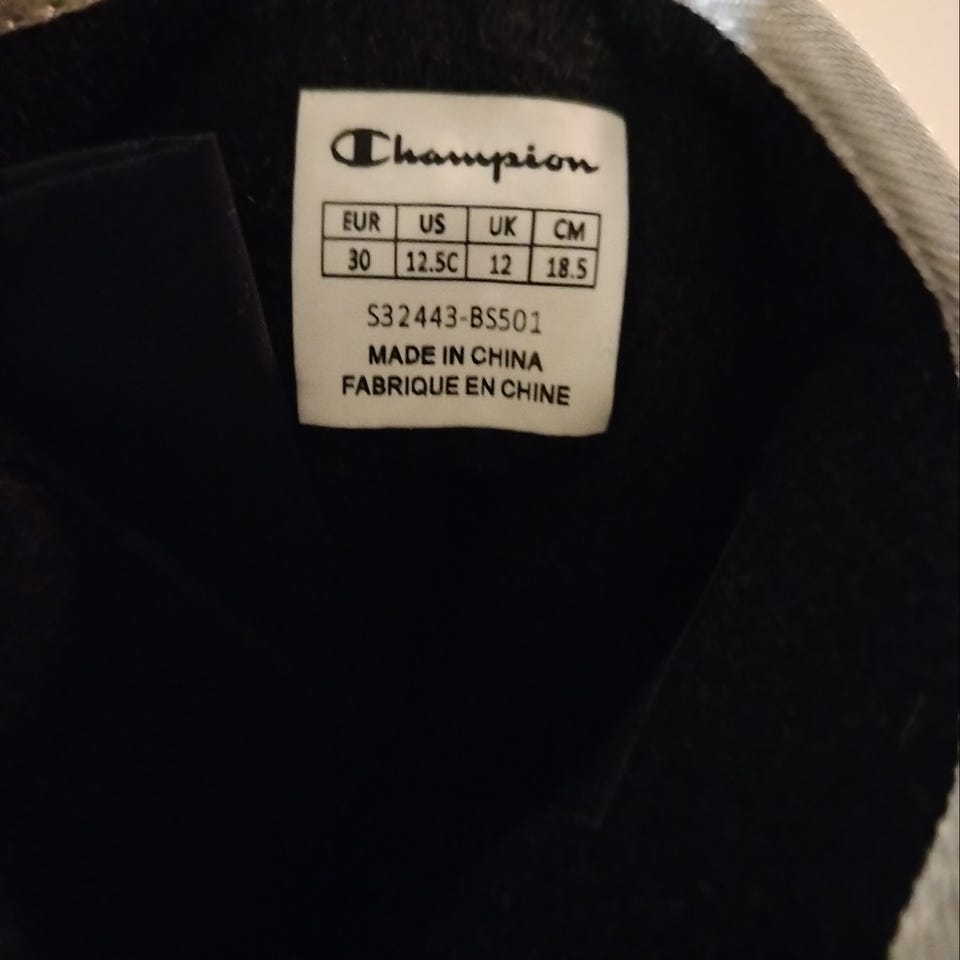 Champion
EUR US UK CM
30 12.5C 12 18.5
S32443-BS501
MADE IN CHINA
FABRIQUE EN CHINE